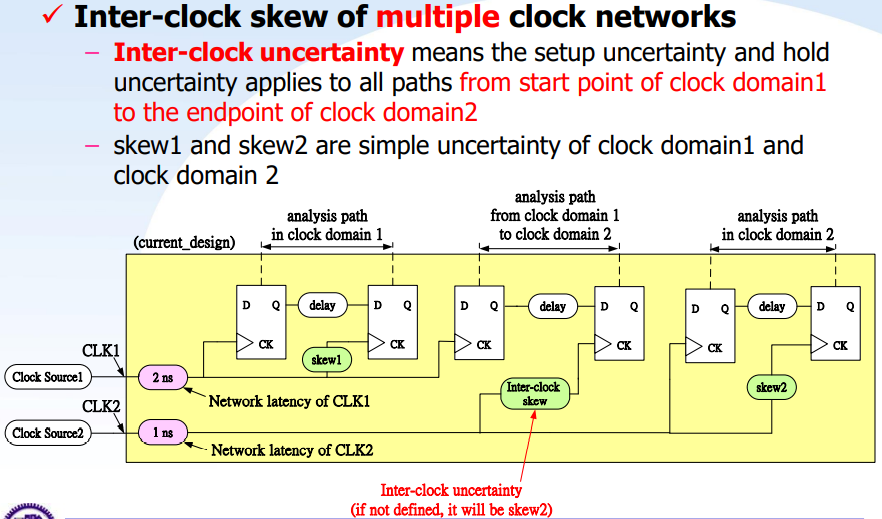 ✓ Inter-clock skew of multiple clock networks
– Inter-clock uncertainty means the setup uncertainty and hold
uncertainty applies to all paths from start point of clock domain1
to the endpoint of clock domain2
– skew1 and skew2 are simple uncertainty of clock domain1 and
clock domain 2
analysis path
in clock domain 1
analysis path
from clock domain 1
to clock domain 2
analysis path
in clock domain 2
(current_design)
D Q
CK
delay
D Q
CK
D Q
CK
delay
D Q
CK
D Q
CK
delay
D Q
CK
skew1
CLK1
Clock Source1
2 ns
Network latency of CLK1
Inter-clock
skew
skew2
CLK2
Clock Source2
1 ns
Network latency of CLK2
Inter-clock uncertainty
(if not defined, it will be skew2)